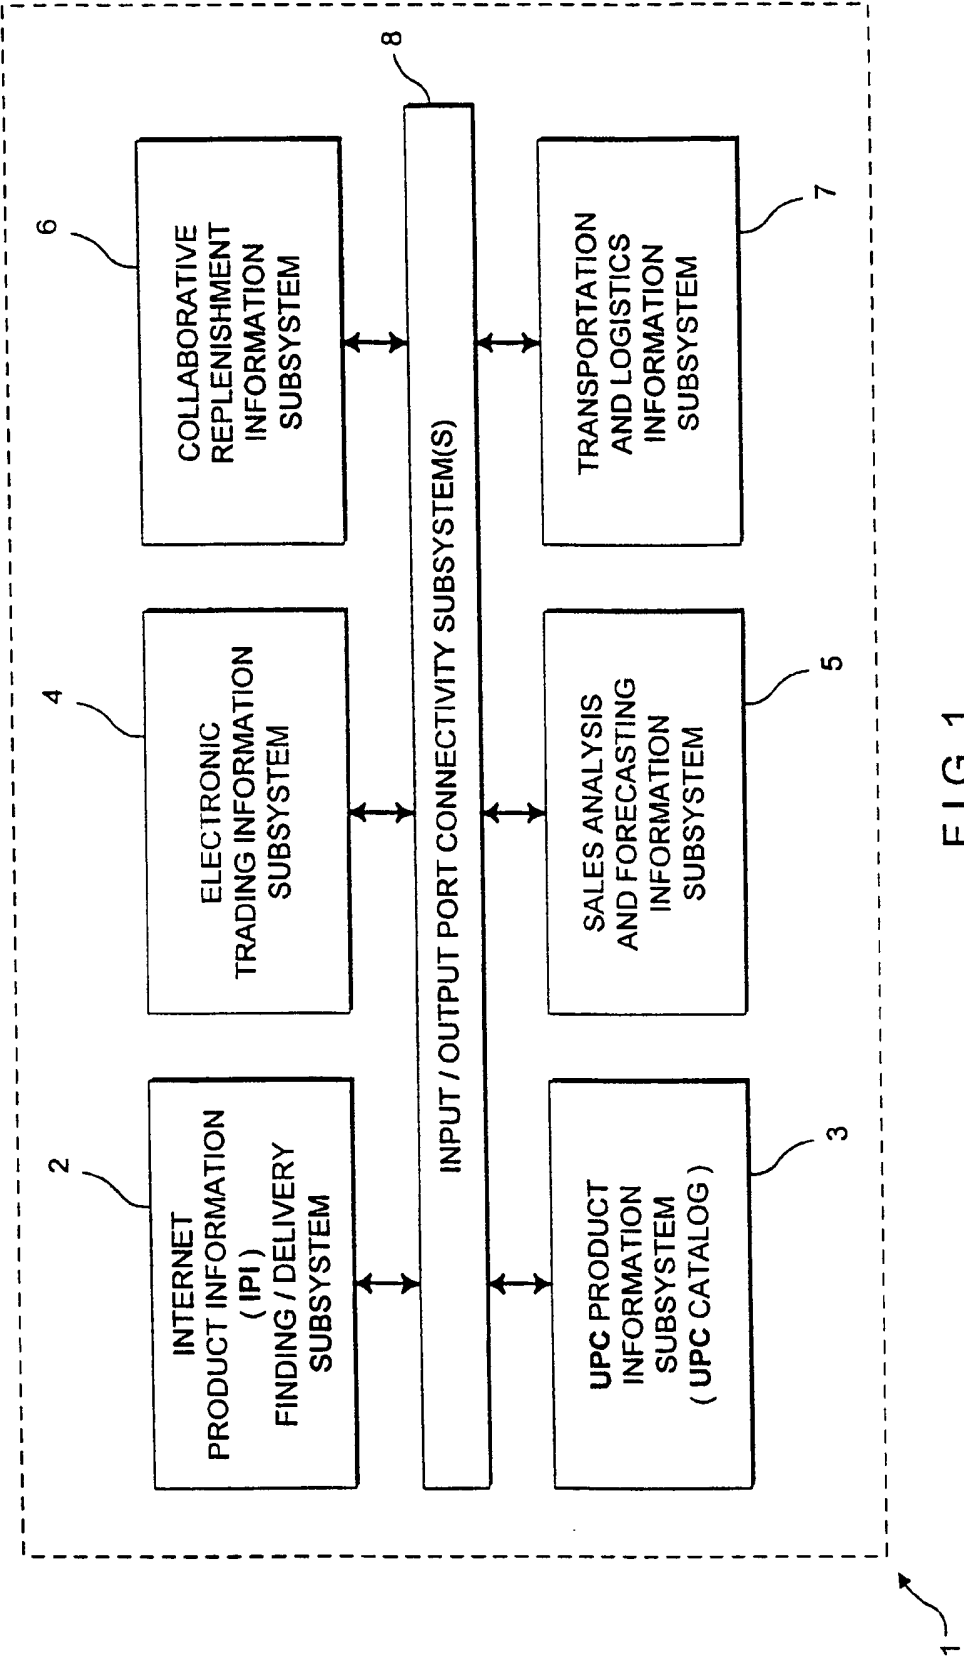 2
INTERNET
PRODUCT INFORMATION
( IPI )
FINDING / DELIVERY
SUBSYSTEM
4
ELECTRONIC
TRADING INFORMATION
SUBSYSTEM
6
COLLABORATIVE
REPLENISHMENT
INFORMATION
SUBSYSTEM
8
INPUT / OUTPUT PORT CONNECTIVITY SUBSYSTEM(S)
UPC PRODUCT
INFORMATION
SUBSYSTEM
( UPC CATALOG )
3
SALES ANALYSIS
AND FORECASTING
INFORMATION
SUBSYSTEM
5
TRANSPORTATION
AND LOGISTICS
INFORMATION
SUBSYSTEM
7
1
FIG 1